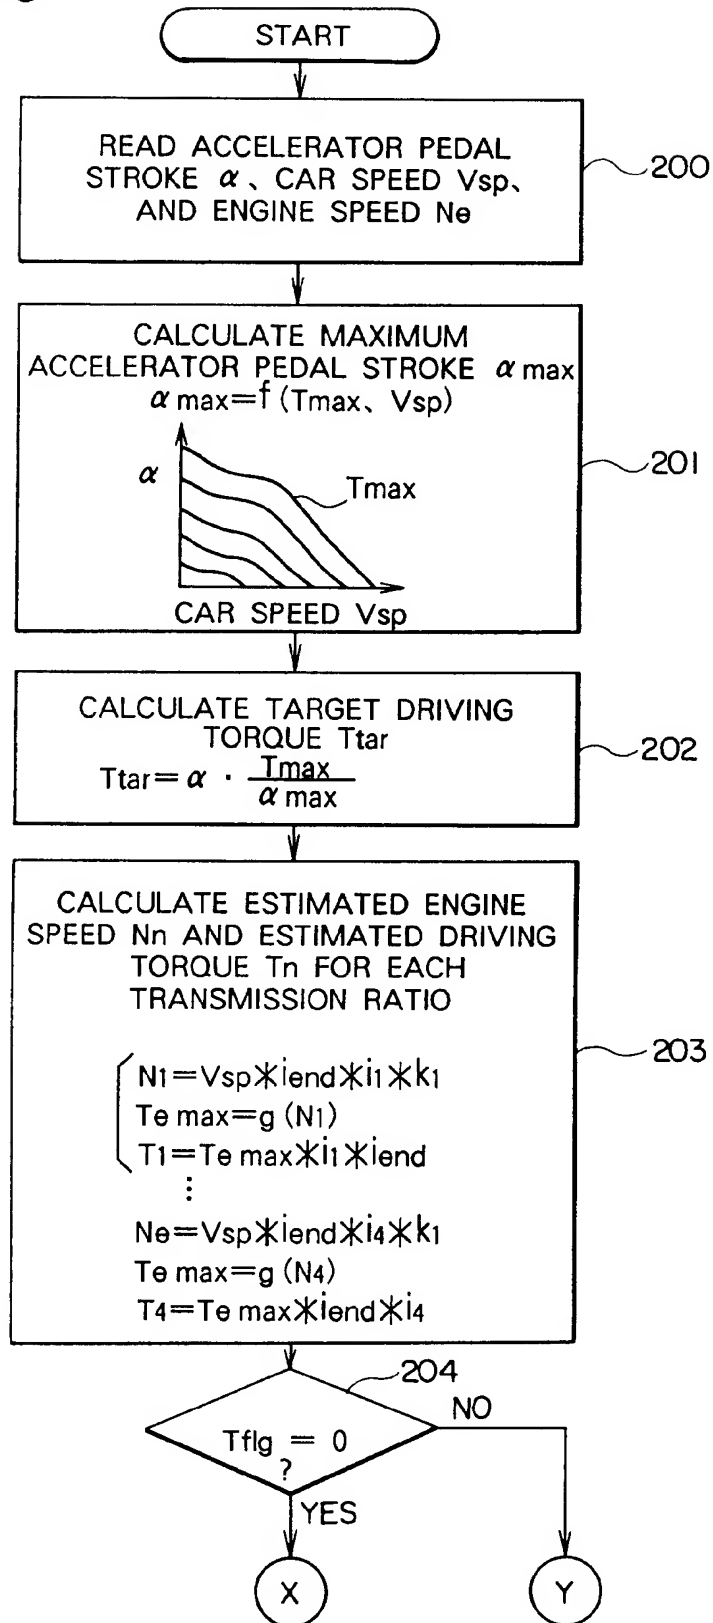 START
READ ACCELERATOR PEDAL
STROKE α、CAR SPEED Vsp、
AND ENGINE SPEED Ne
200
CALCULATE MAXIMUM
ACCELERATOR PEDAL STROKE α max
α max=f (Tmax、Vsp)
α
Tmax
CAR SPEED Vsp
201
CALCULATE TARGET DRIVING
TORQUE Ttar
Ttar=α · Tmax / α max
202
CALCULATE ESTIMATED ENGINE
SPEED Nn AND ESTIMATED DRIVING
TORQUE Tn FOR EACH
TRANSMISSION RATIO
N1=Vsp*iend*i1*k1
Te max=g (N1)
T1=Te max*i1*iend
⋮
Ne=Vsp*iend*i4*k1
Te max=g (N4)
T4=Te max*iend*i4
203
204
Tflg = 0
?
NO
YES
X
Y